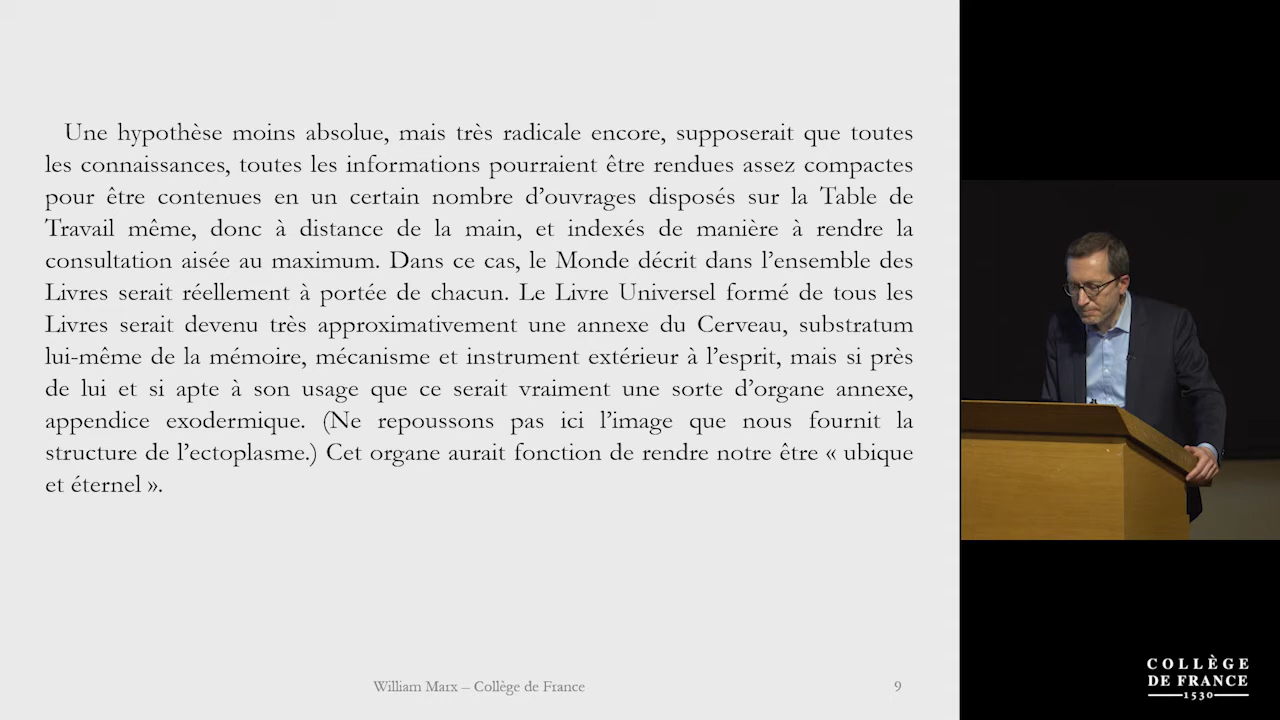 Une hypothèse moins absolue, mais très radicale encore, supposerait que toutes
les connaissances, toutes les informations pourraient être rendues assez compactes
pour être contenues en un certain nombre d’ouvrages disposés sur la Table de
Travail même, donc à distance de la main, et indexés de manière à rendre la
consultation aisée au maximum. Dans ce cas, le Monde décrit dans l’ensemble des
Livres serait réellement à portée de chacun. Le Livre Universel formé de tous les
Livres serait devenu très approximativement une annexe du Cerveau, substratum
lui-même de la mémoire, mécanisme et instrument extérieur à l’esprit, mais si près
de lui et si apte à son usage que ce serait vraiment une sorte d’organe annexe,
appendice exodermique. (Ne repoussons pas ici l’image que nous fournit la
structure de l’ectoplasme.) Cet organe aurait fonction de rendre notre être « ubique
et éternel ».
William Marx – Collège de France
9
COLLÈGE
DE FRANCE
1530